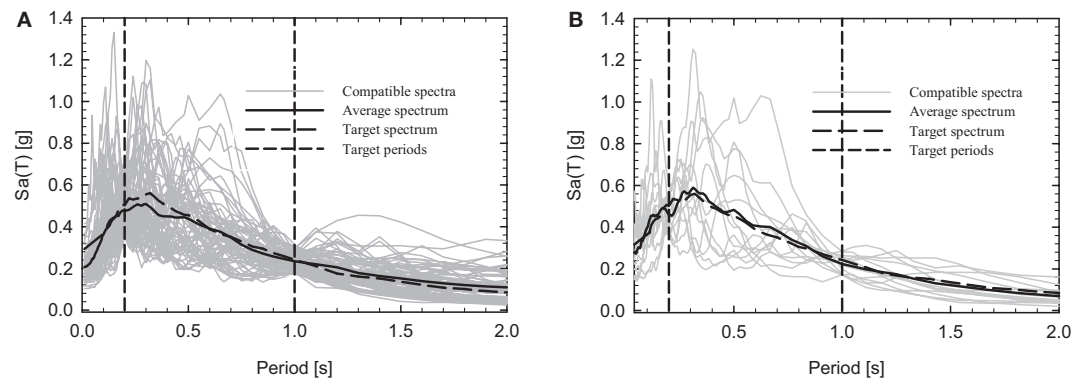 A
1.4
1.2
1.0
0.8
0.6
0.4
0.2
0.0
Sa(T) [g]
Compatible spectra
Average spectrum
Target spectrum
Target periods
0.0 0.5 1.0 1.5 2.0
Period [s]
B
1.4
1.2
1.0
0.8
0.6
0.4
0.2
0.0
Sa(T) [g]
Compatible spectra
Average spectrum
Target spectrum
Target periods
0.5 1.0 1.5 2.0
Period [s]